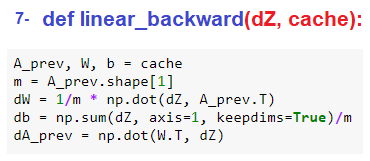 7- def linear_backward(dZ, cache):
A_prev, W, b = cache
m = A_prev.shape[1]
dW = 1/m * np.dot(dZ, A_prev.T)
db = np.sum(dZ, axis=1, keepdims=True)/m
dA_prev = np.dot(W.T, dZ)